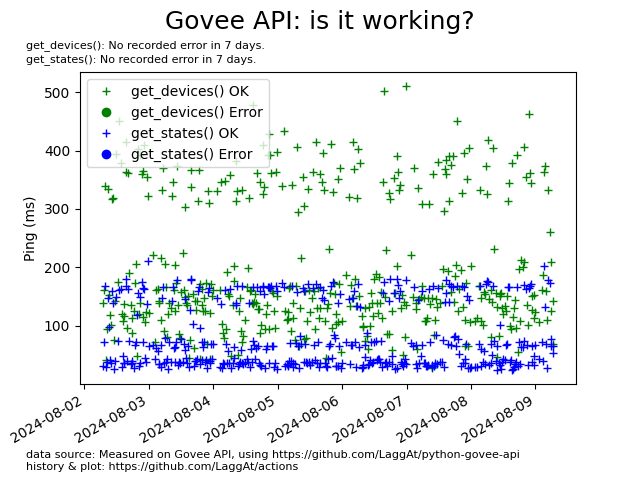 Govee API: is it working?
get_devices(): No recorded error in 7 days.
get_states(): No recorded error in 7 days.
get_devices() OK
get_devices() Error
get_states() OK
get_states() Error
Ping (ms)
500
400
300
200
100
2024-08-02
2024-08-03
2024-08-04
2024-08-05
2024-08-06
2024-08-07
2024-08-08
2024-08-09
data source: Measured on Govee API, using https://github.com/LaggAt/python-govee-api
history & plot: https://github.com/LaggAt/actions